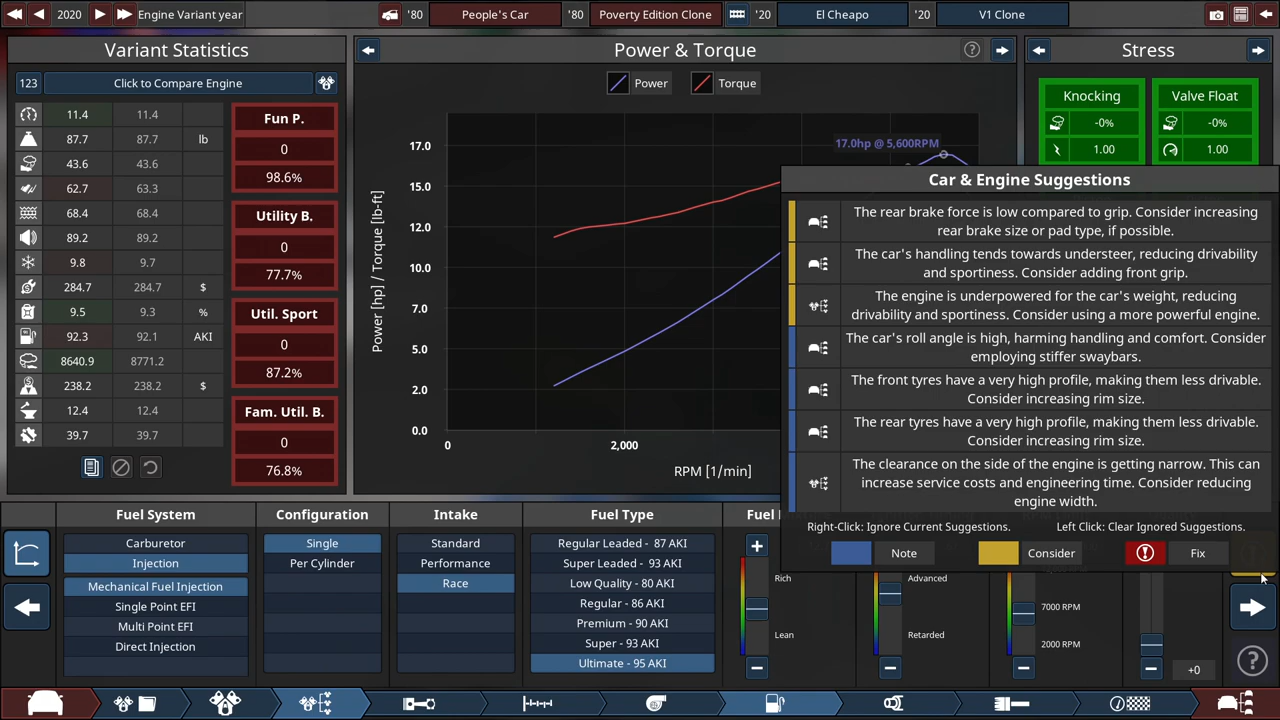 2020 Engine Variant year '80 People's Car '80 Poverty Edition Clone '20 El Cheapo '20 V1 Clone
Variant Statistics
123 Click to Compare Engine
11.4 11.4
87.7 87.7 lb
43.6 43.6
62.7 63.3
68.4 68.4
89.2 89.2
9.8 9.7
284.7 284.7 $
9.5 9.3 %
92.3 92.1 AKI
8640.9 8771.2
238.2 238.2 $
12.4 12.4
39.7 39.7
Fun P.
0
98.6%
Utility B.
0
77.7%
Util. Sport
0
87.2%
Fam. Util. B.
0
76.8%
Power & Torque
?
Power Torque
Power [hp] / Torque [lb-ft]
17.0
15.0
12.0
10.0
7.0
5.0
2.0
0.0
17.0hp @ 5,600RPM
0 2,000
RPM [1/min]
Stress
Knocking
-0%
1.00
Valve Float
-0%
1.00
Car & Engine Suggestions
The rear brake force is low compared to grip. Consider increasing
rear brake size or pad type, if possible.
The car's handling tends towards understeer, reducing drivability
and sportiness. Consider adding front grip.
The engine is underpowered for the car's weight, reducing
drivability and sportiness. Consider using a more powerful engine.
The car's roll angle is high, harming handling and comfort. Consider
employing stiffer swaybars.
The front tyres have a very high profile, making them less drivable.
Consider increasing rim size.
The rear tyres have a very high profile, making them less drivable.
Consider increasing rim size.
The clearance on the side of the engine is getting narrow. This can
increase service costs and engineering time. Consider reducing
engine width.
Right-Click: Ignore Current Suggestions. Left Click: Clear Ignored Suggestions.
Note Consider Fix
Fuel System
Carburetor
Injection
Mechanical Fuel Injection
Single Point EFI
Multi Point EFI
Direct Injection
Configuration
Single
Per Cylinder
Intake
Standard
Performance
Race
Fuel Type
Regular Leaded - 87 AKI
Super Leaded - 93 AKI
Low Quality - 80 AKI
Regular - 86 AKI
Premium - 90 AKI
Super - 93 AKI
Ultimate - 95 AKI
Rich
Lean
Advanced
Retarded
7000 RPM
2000 RPM
+0
?